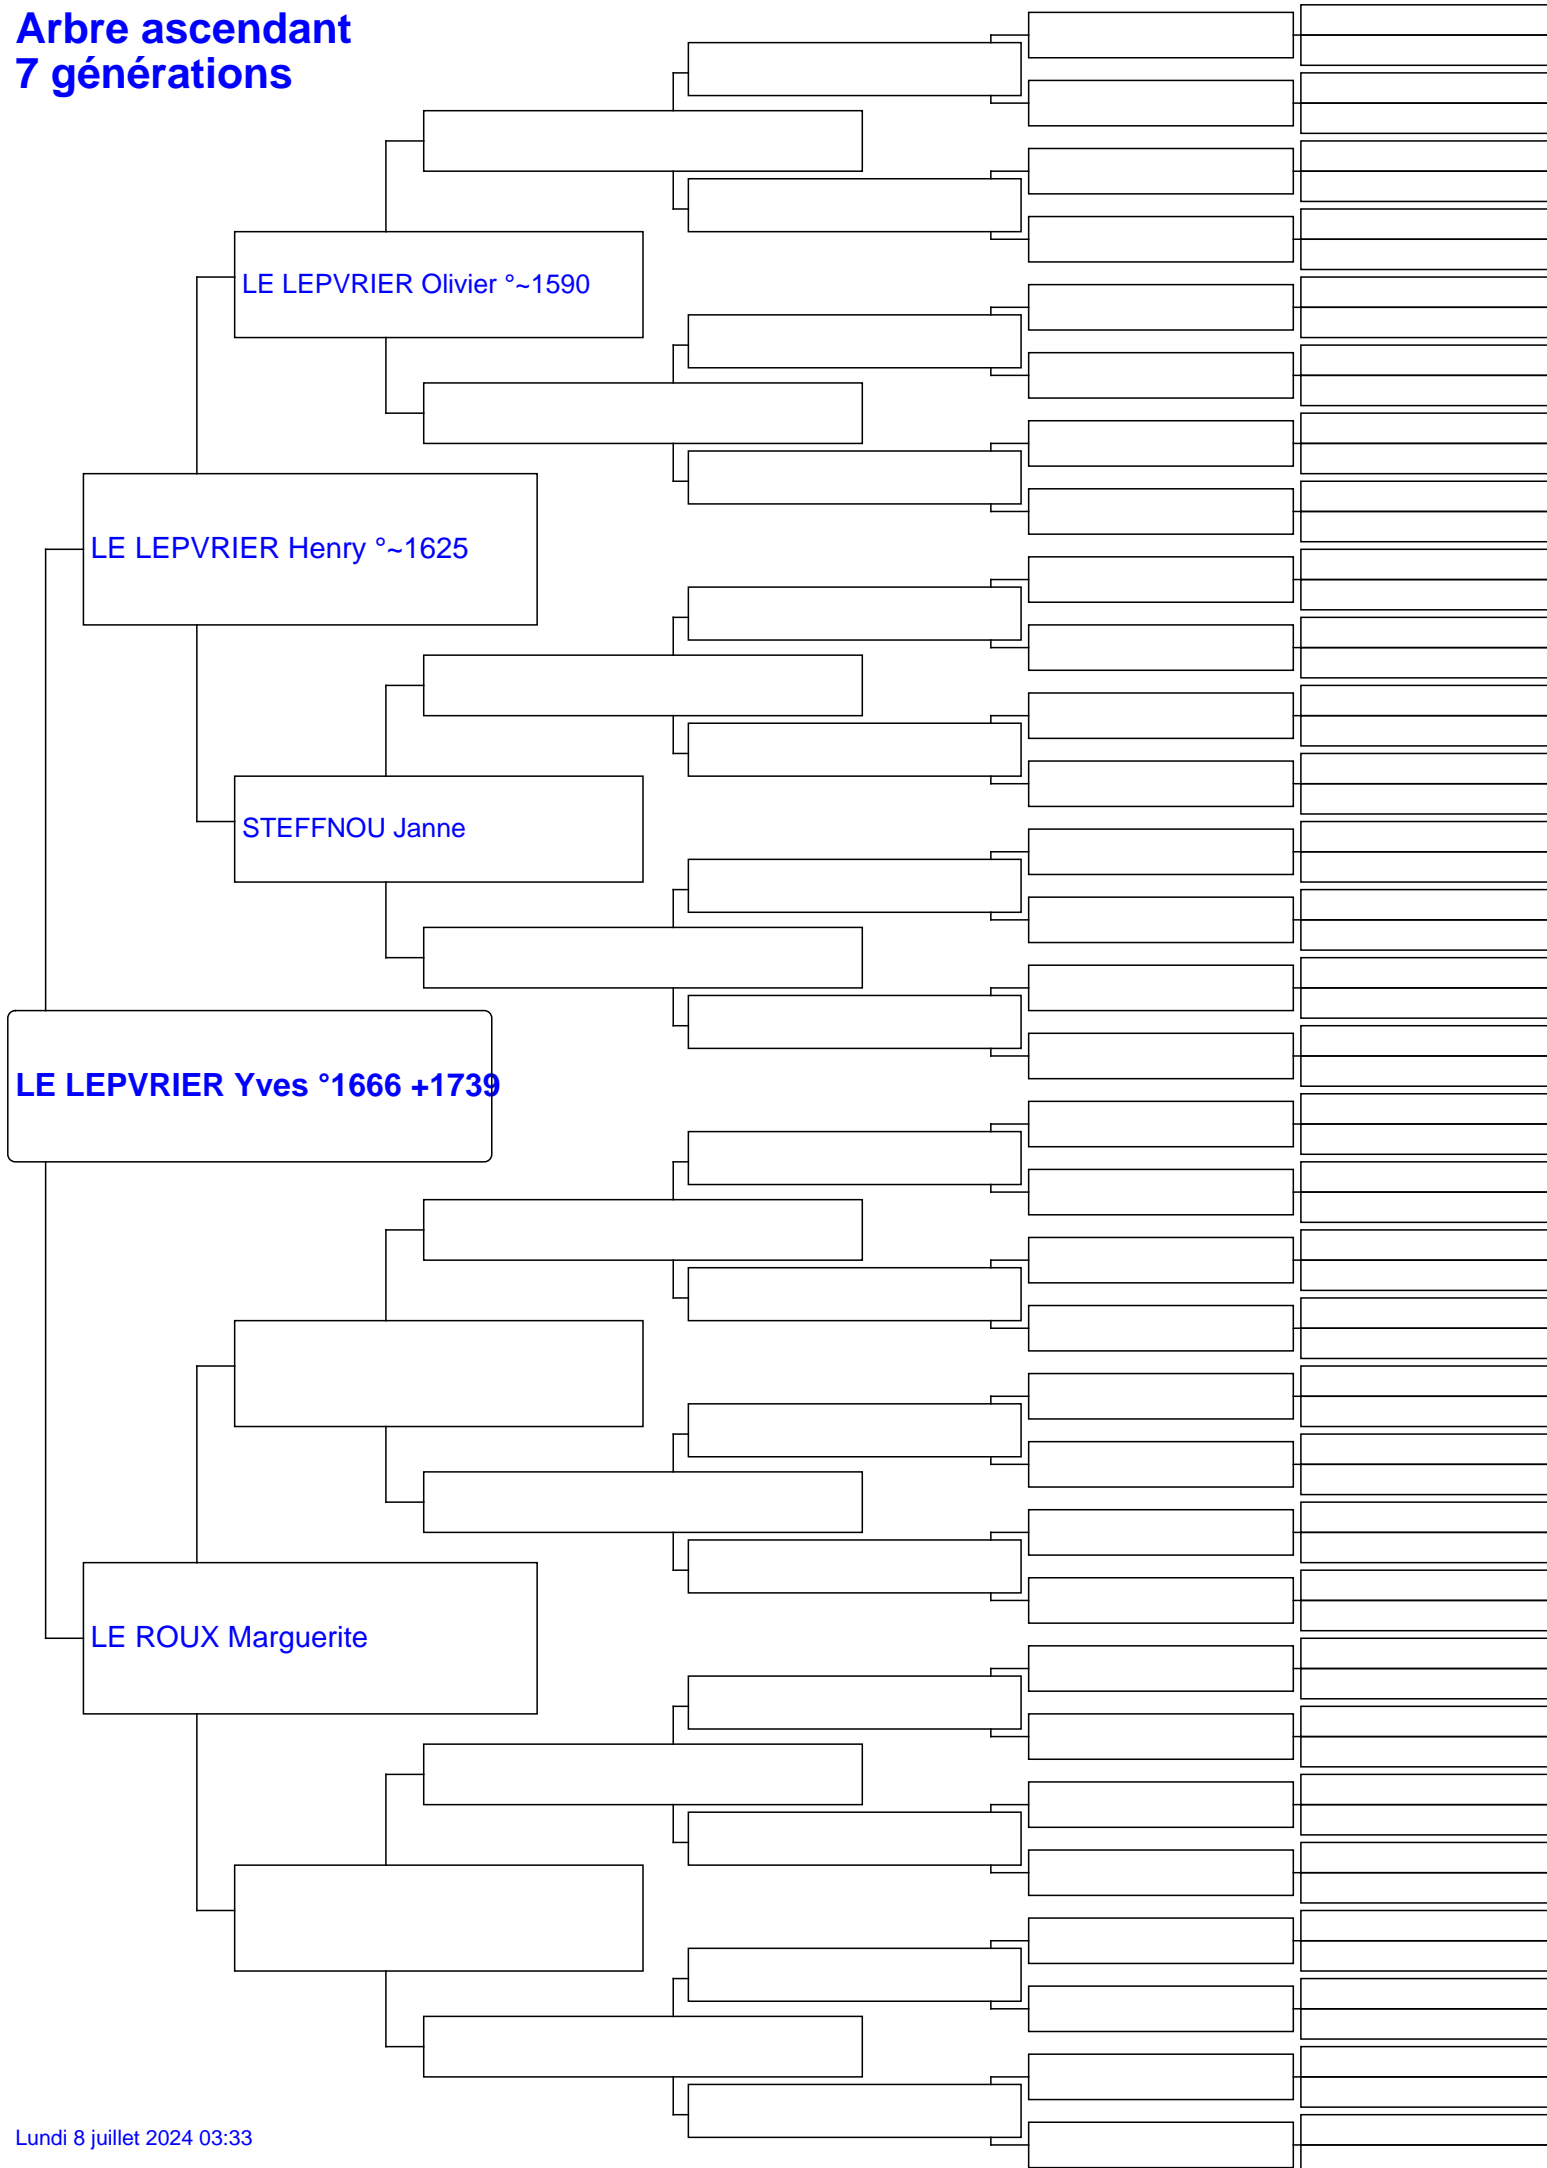 Arbre ascendant
7 générations
LE LEPVRIER Olivier °~1590
LE LEPVRIER Henry °~1625
STEFFNOU Janne
LE LEPVRIER Yves °1666 +1739
LE ROUX Marguerite
Lundi 8 juillet 2024 03:33